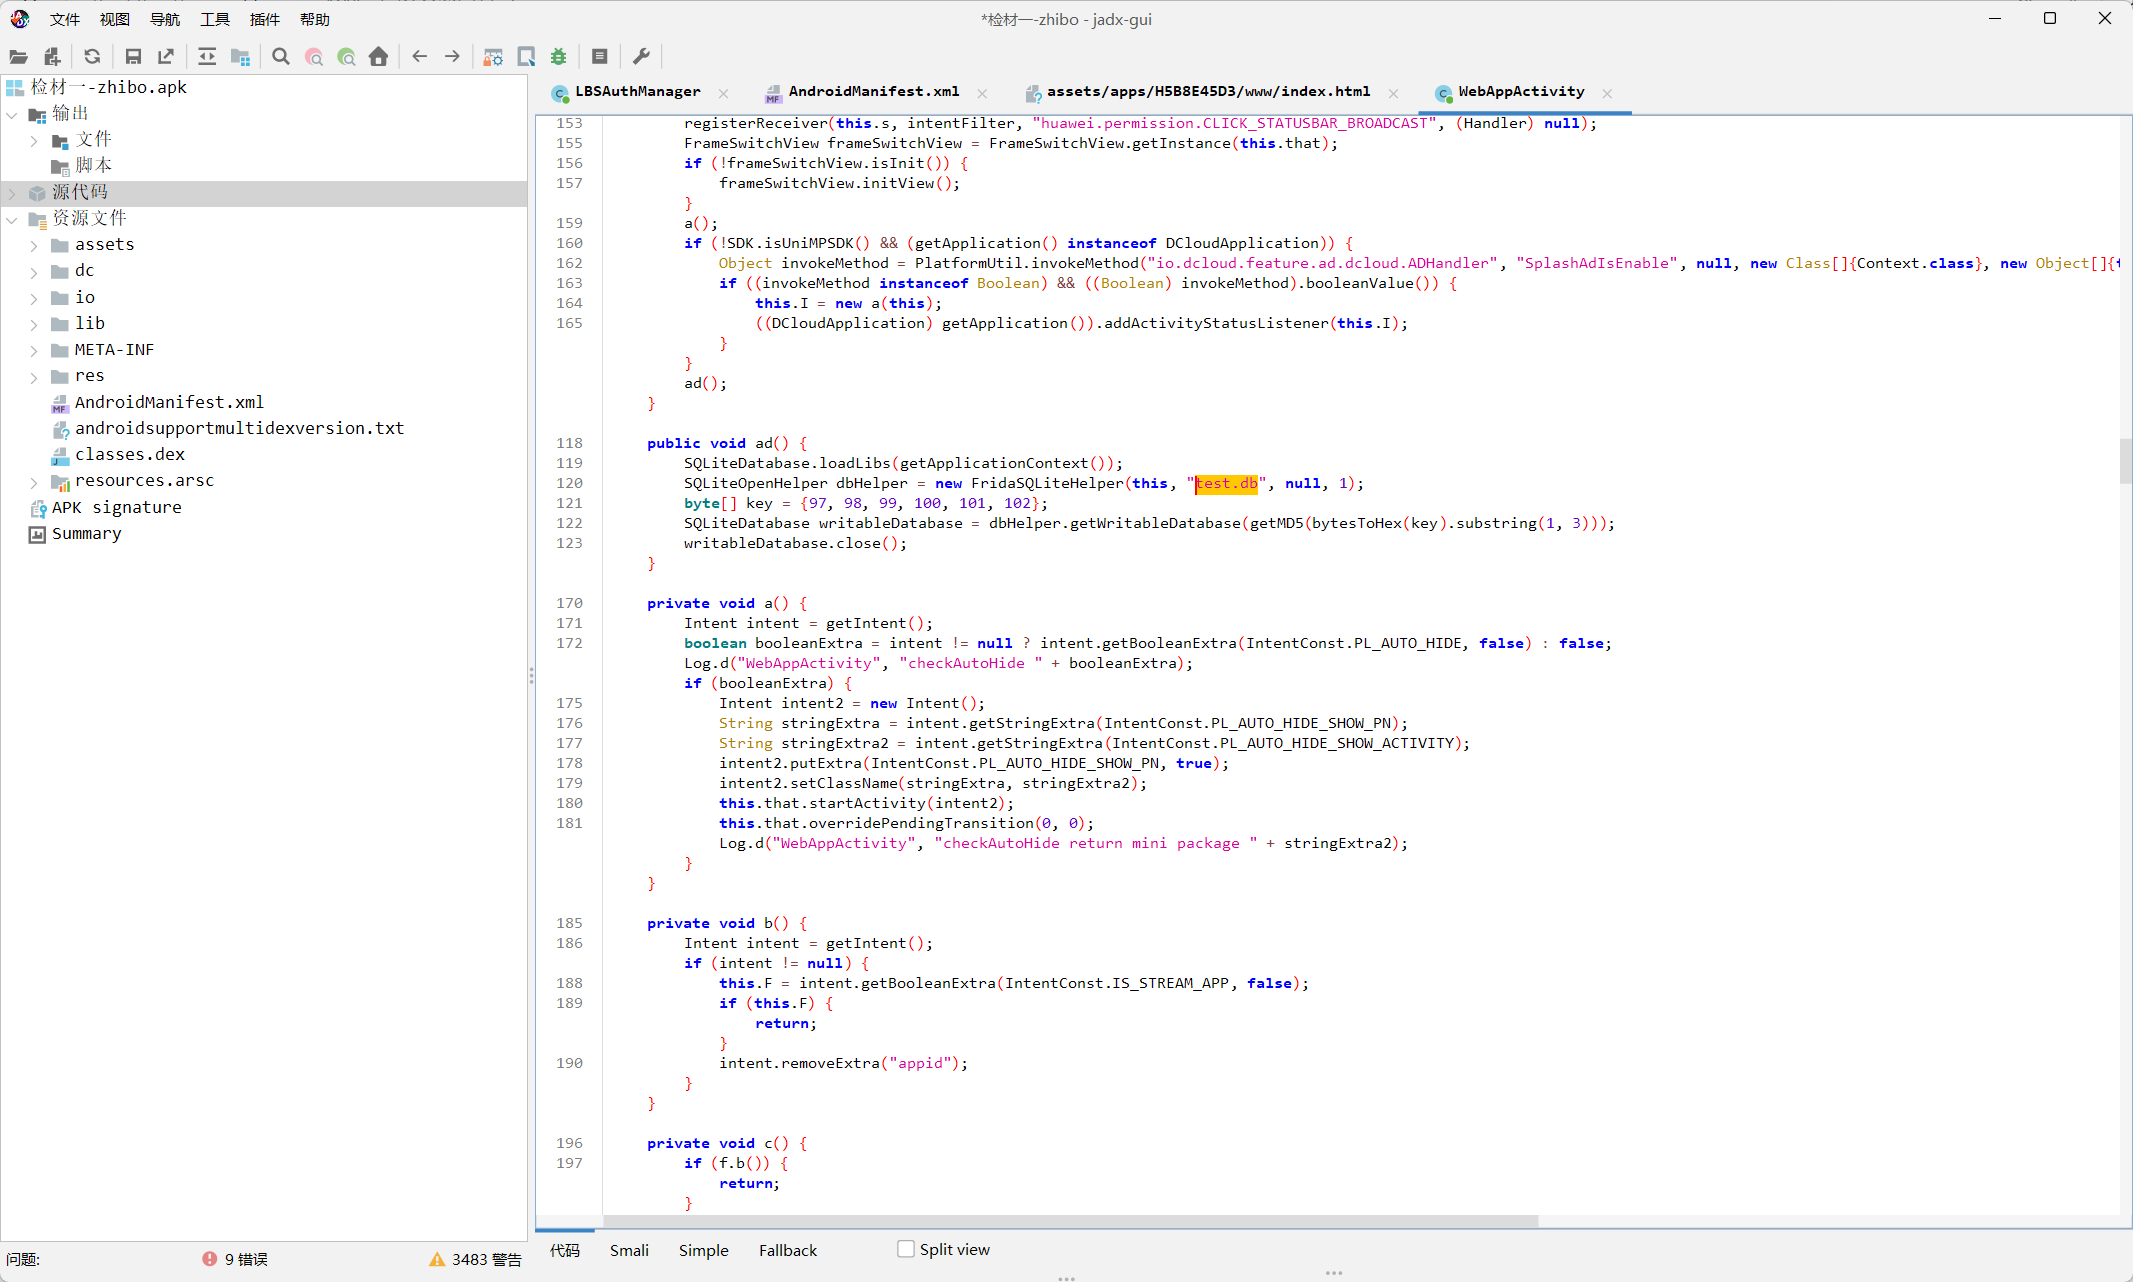 文件 视图 导航 工具 插件 帮助
*检材一-zhibo - jadx-gui
检材一-zhibo.apk
输出
文件
脚本
源代码
资源文件
assets
dc
io
lib
META-INF
res
AndroidManifest.xml
androidsupportmultidexversion.txt
classes.dex
resources.arsc
APK signature
Summary
问题: 9 错误 3483 警告
LBSAuthManager AndroidManifest.xml assets/apps/H5B8E45D3/www/index.html WebAppActivity
153 registerReceiver(this.s, intentFilter, "huawei.permission.CLICK_STATUSBAR_BROADCAST", (Handler) null);
155 FrameSwitchView frameSwitchView = FrameSwitchView.getInstance(this.that);
156 if (!frameSwitchView.isInit()) {
157 frameSwitchView.initView();
}
159 a();
160 if (!SDK.isUniMPSDK() && (getApplication() instanceof DCloudApplication)) {
162 Object invokeMethod = PlatformUtil.invokeMethod("io.dcloud.feature.ad.dcloud.ADHandler", "SplashAdIsEnable", null, new Class[]{Context.class}, new Object[]{t
163 if ((invokeMethod instanceof Boolean) && ((Boolean) invokeMethod).booleanValue()) {
164 this.I = new a(this);
165 ((DCloudApplication) getApplication()).addActivityStatusListener(this.I);
}
}
ad();
}
118 public void ad() {
119 SQLiteDatabase.loadLibs(getApplicationContext());
120 SQLiteOpenHelper dbHelper = new FridaSQLiteHelper(this, "test.db", null, 1);
121 byte[] key = {97, 98, 99, 100, 101, 102};
122 SQLiteDatabase writableDatabase = dbHelper.getWritableDatabase(getMD5(bytesToHex(key).substring(1, 3)));
123 writableDatabase.close();
}
170 private void a() {
171 Intent intent = getIntent();
172 boolean booleanExtra = intent != null ? intent.getBooleanExtra(IntentConst.PL_AUTO_HIDE, false) : false;
Log.d("WebAppActivity", "checkAutoHide " + booleanExtra);
if (booleanExtra) {
175 Intent intent2 = new Intent();
176 String stringExtra = intent.getStringExtra(IntentConst.PL_AUTO_HIDE_SHOW_PN);
177 String stringExtra2 = intent.getStringExtra(IntentConst.PL_AUTO_HIDE_SHOW_ACTIVITY);
178 intent2.putExtra(IntentConst.PL_AUTO_HIDE_SHOW_PN, true);
179 intent2.setClassName(stringExtra, stringExtra2);
180 this.that.startActivity(intent2);
181 this.that.overridePendingTransition(0, 0);
Log.d("WebAppActivity", "checkAutoHide return mini package " + stringExtra2);
}
}
185 private void b() {
186 Intent intent = getIntent();
if (intent != null) {
188 this.F = intent.getBooleanExtra(IntentConst.IS_STREAM_APP, false);
189 if (this.F) {
return;
}
190 intent.removeExtra("appid");
}
}
196 private void c() {
197 if (f.b()) {
return;
}
代码 Smali Simple Fallback Split view